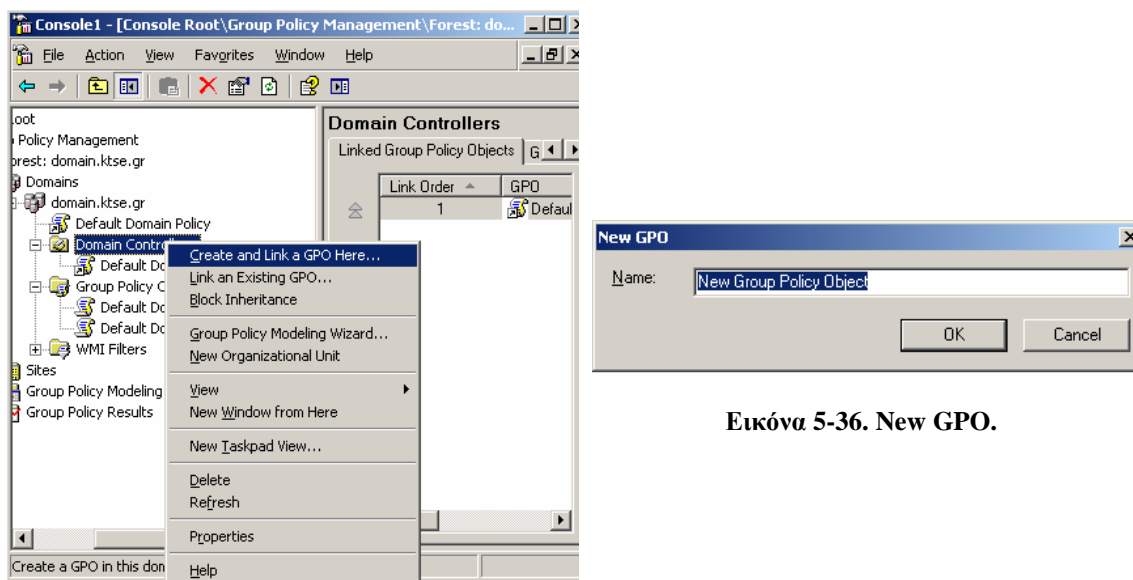 Console1 - [Console Root\Group Policy Management\Forest: do...
File Action View Favorites Window Help
Root
Policy Management
orest: domain.ktse.gr
Domains
domain.ktse.gr
Default Domain Policy
Domain Contro
Default Do
Group Policy O
Default Do
Default Do
WMI Filters
Sites
Group Policy Modeling
Group Policy Results
Domain Controllers
Linked Group Policy Objects G
Link Order GPO
1 Defaul
Create and Link a GPO Here...
Link an Existing GPO...
Block Inheritance
Group Policy Modeling Wizard...
New Organizational Unit
View
New Window from Here
New Taskpad View...
Delete
Refresh
Properties
Help
Create a GPO in this don
New GPO
Name: New Group Policy Object
OK Cancel
Εικόνα 5-36. New GPO.